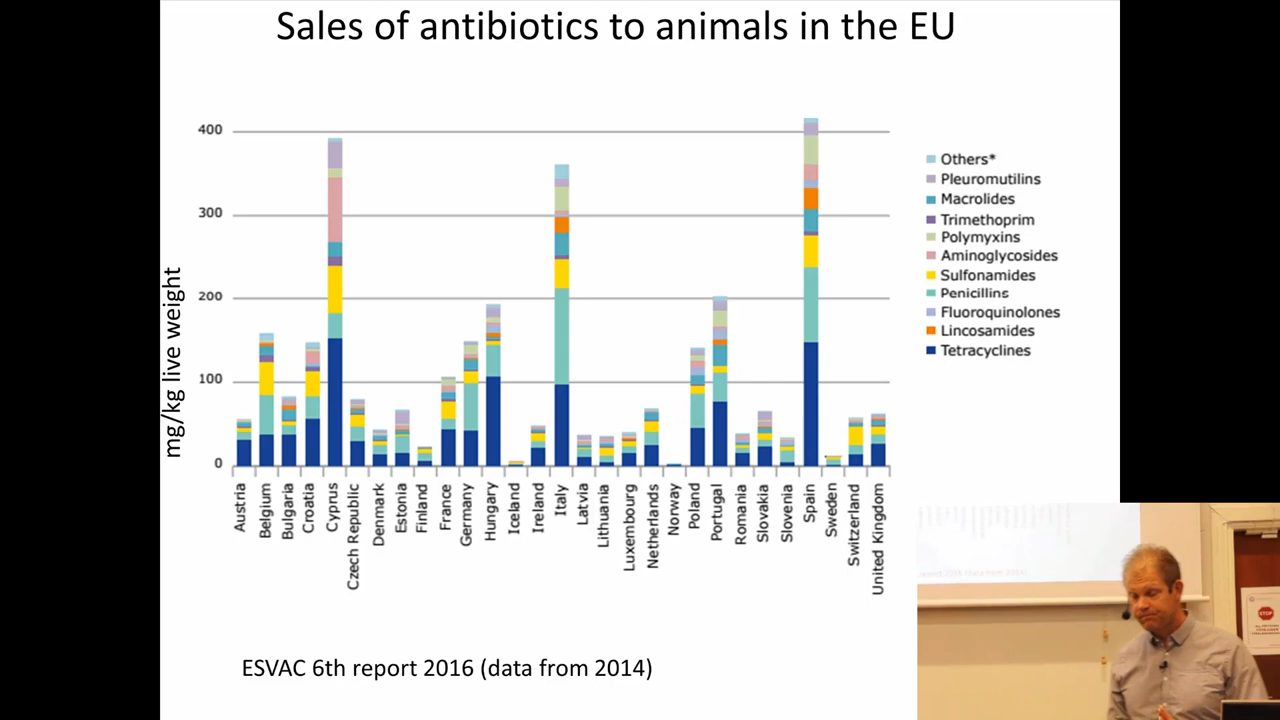 Sales of antibiotics to animals in the EU
mg/kg live weight
400
300
200
100
0
Austria
Belgium
Bulgaria
Croatia
Cyprus
Czech Republic
Denmark
Estonia
Finland
France
Germany
Hungary
Iceland
Ireland
Italy
Latvia
Lithuania
Luxembourg
Netherlands
Norway
Poland
Portugal
Romania
Slovakia
Slovenia
Spain
Sweden
Switzerland
United Kingdom
Others*
Pleuromutilins
Macrolides
Trimethoprim
Polymyxins
Aminoglycosides
Sulfonamides
Penicillins
Fluoroquinolones
Lincosamides
Tetracyclines
ESVAC 6th report 2016 (data from 2014)
STOP